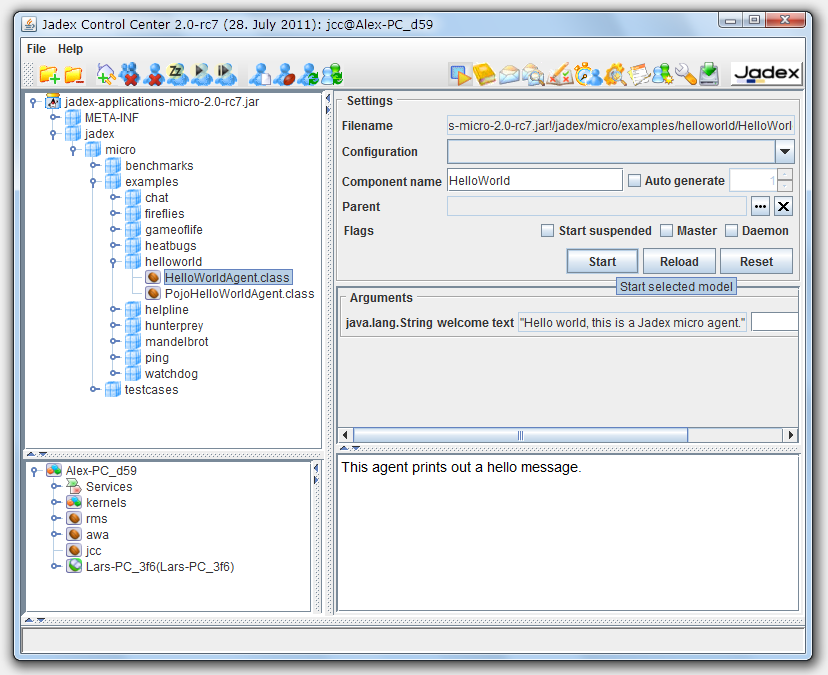 Jadex Control Center 2.0-rc7 (28. July 2011): jcc@Alex-PC_d59
File Help
Jadex
jadex-applications-micro-2.0-rc7.jar
META-INF
jadex
micro
benchmarks
examples
chat
fireflies
gameoflife
heatbugs
helloworld
HelloWorldAgent.class
PojoHelloWorldAgent.class
helpline
hunterprey
mandelbrot
ping
watchdog
testcases
Alex-PC_d59
Services
kernels
rms
awa
jcc
Lars-PC_3f6(Lars-PC_3f6)
Settings
Filename s-micro-2.0-rc7.jar!/jadex/micro/examples/helloworld/HelloWorl
Configuration
Component name HelloWorld Auto generate 1
Parent ...
Flags Start suspended Master Daemon
Start Reload Reset
Start selected model
Arguments
java.lang.String welcome text "Hello world, this is a Jadex micro agent."
This agent prints out a hello message.